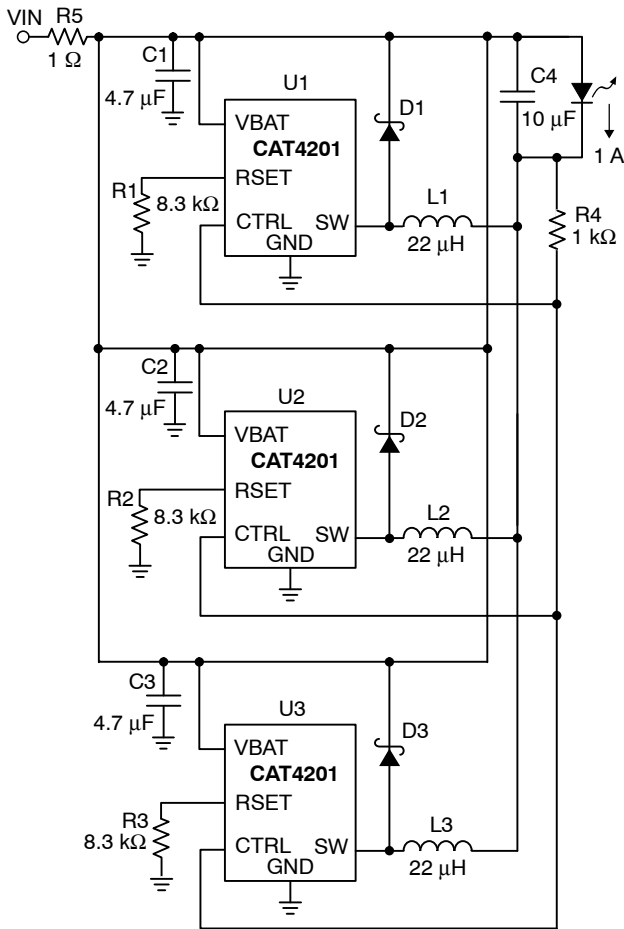 VIN R5
1 Ω
C1
4.7 μF
U1
VBAT
CAT4201
RSET
CTRL SW
GND
R1
8.3 kΩ
D1
L1
22 μH
C4
10 μF
1 A
R4
1 kΩ
C2
4.7 μF
U2
VBAT
CAT4201
RSET
CTRL SW
GND
R2
8.3 kΩ
D2
L2
22 μH
C3
4.7 μF
U3
VBAT
CAT4201
RSET
CTRL SW
GND
R3
8.3 kΩ
D3
L3
22 μH